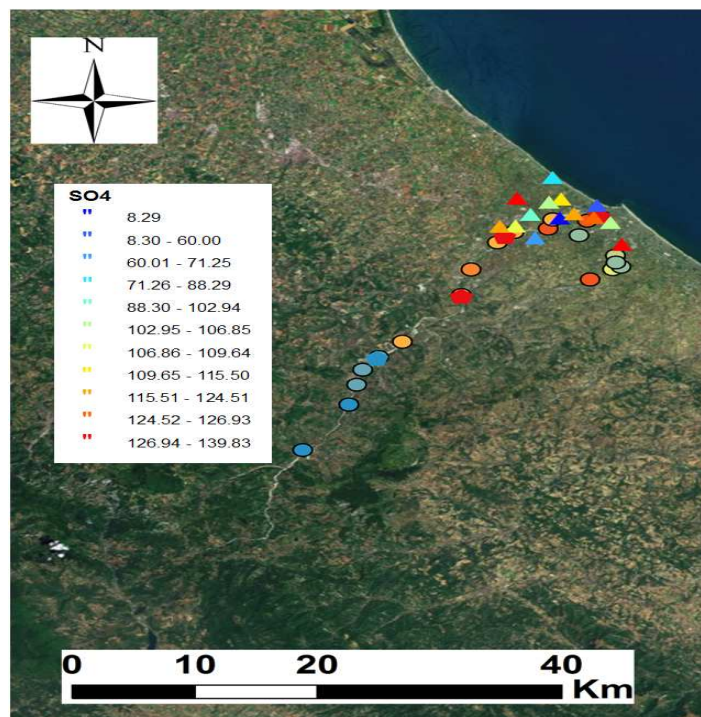 N
SO4
" 8.29
" 8.30 - 60.00
" 60.01 - 71.25
" 71.26 - 88.29
" 88.30 - 102.94
" 102.95 - 106.85
" 106.86 - 109.64
" 109.65 - 115.50
" 115.51 - 124.51
" 124.52 - 126.93
" 126.94 - 139.83
0 10 20 40
Km